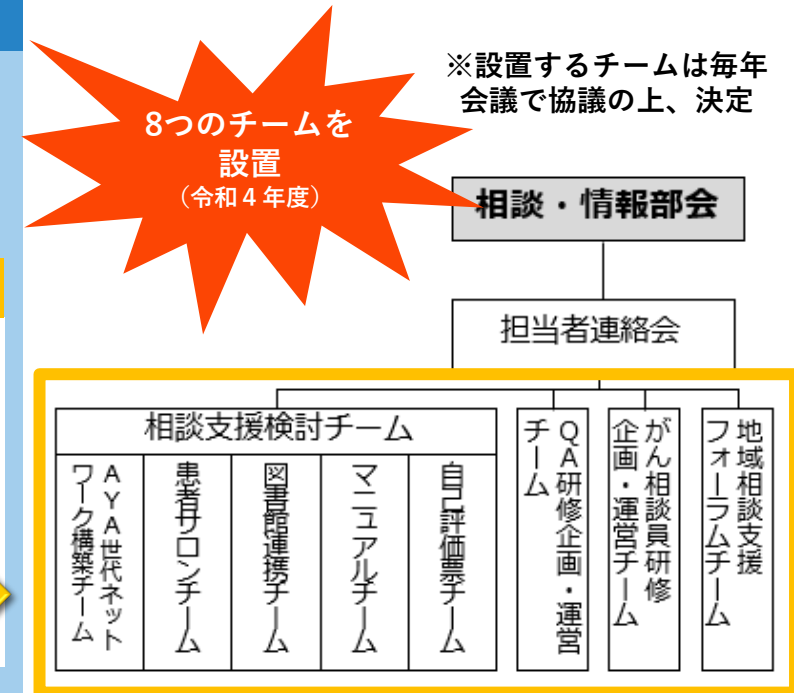 8つのチームを
設置
（令和４年度）
※設置するチームは毎年
会議で協議の上、決定
相談・情報部会
担当者連絡会
相談支援検討チーム
ＡＹＡ世代ネット
ワーク構築チーム
患者サロンチーム
図書館連携チーム
マニュアルチーム
自己評価票チーム
ＱＡ研修企画・運営
チーム
がん相談員研修
企画・運営チーム
地域相談支援
フォーラムチーム